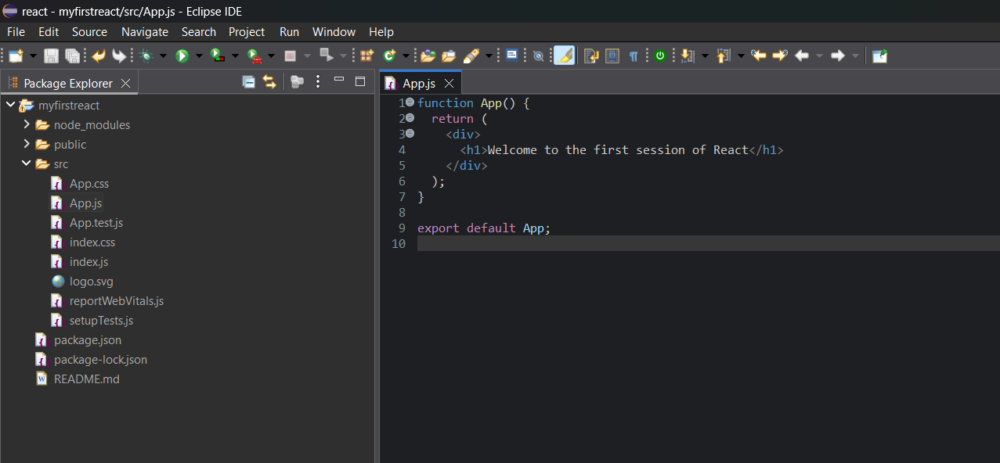 react - myfirstreact/src/App.js - Eclipse IDE
File Edit Source Navigate Search Project Run Window Help
Package Explorer
myfirstreact
node_modules
public
src
App.css
App.js
App.test.js
index.css
index.js
logo.svg
reportWebVitals.js
setupTests.js
package.json
package-lock.json
README.md
App.js
1 function App() {
2   return (
3     <div>
4       <h1>Welcome to the first session of React</h1>
5     </div>
6   );
7 }
8
9 export default App;
10